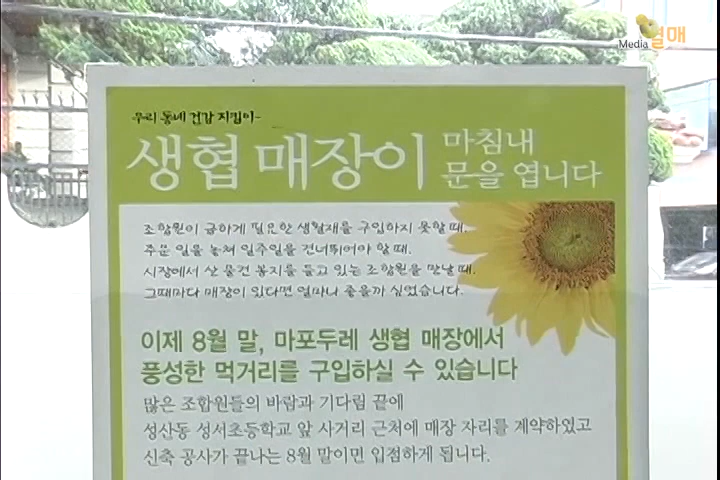 Media 열매
우리 동네 건강 지킴이~
생협 매장이 마침내
문을 엽니다
조합원이 급하게 필요한 생활재를 구입하지 못할 때.
주문 일을 놓쳐 일주일을 건너뛰어야 할 때.
시장에서 산 물건 봉지를 들고 있는 조합원을 만날 때.
그때마다 매장이 있다면 얼마나 좋을까 싶었습니다.
이제 8월 말, 마포두레 생협 매장에서
풍성한 먹거리를 구입하실 수 있습니다
많은 조합원들의 바람과 기다림 끝에
성산동 성서초등학교 앞 사거리 근처에 매장 자리를 계약하였고
신축 공사가 끝나는 8월 말이면 입점하게 됩니다.